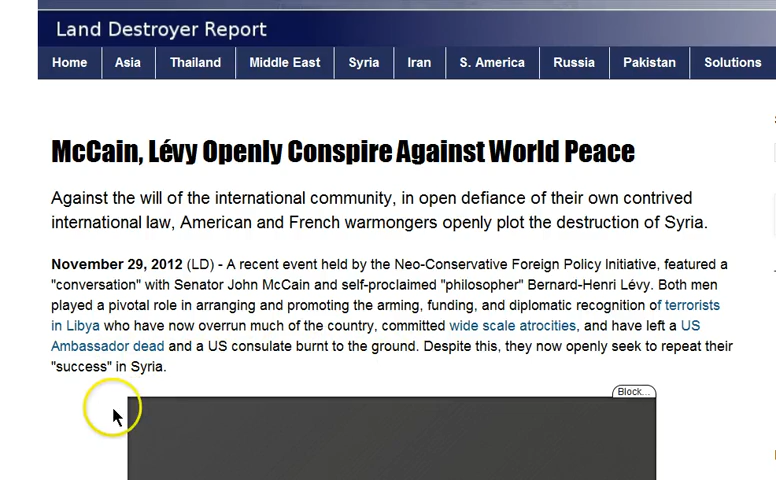 Land Destroyer Report
Home Asia Thailand Middle East Syria Iran S. America Russia Pakistan Solutions
McCain, Lévy Openly Conspire Against World Peace
Against the will of the international community, in open defiance of their own contrived
international law, American and French warmongers openly plot the destruction of Syria.
November 29, 2012 (LD) - A recent event held by the Neo-Conservative Foreign Policy Initiative, featured a
"conversation" with Senator John McCain and self-proclaimed "philosopher" Bernard-Henri Lévy. Both men
played a pivotal role in arranging and promoting the arming, funding, and diplomatic recognition of terrorists
in Libya who have now overrun much of the country, committed wide scale atrocities, and have left a US
Ambassador dead and a US consulate burnt to the ground. Despite this, they now openly seek to repeat their
"success" in Syria.
Block...